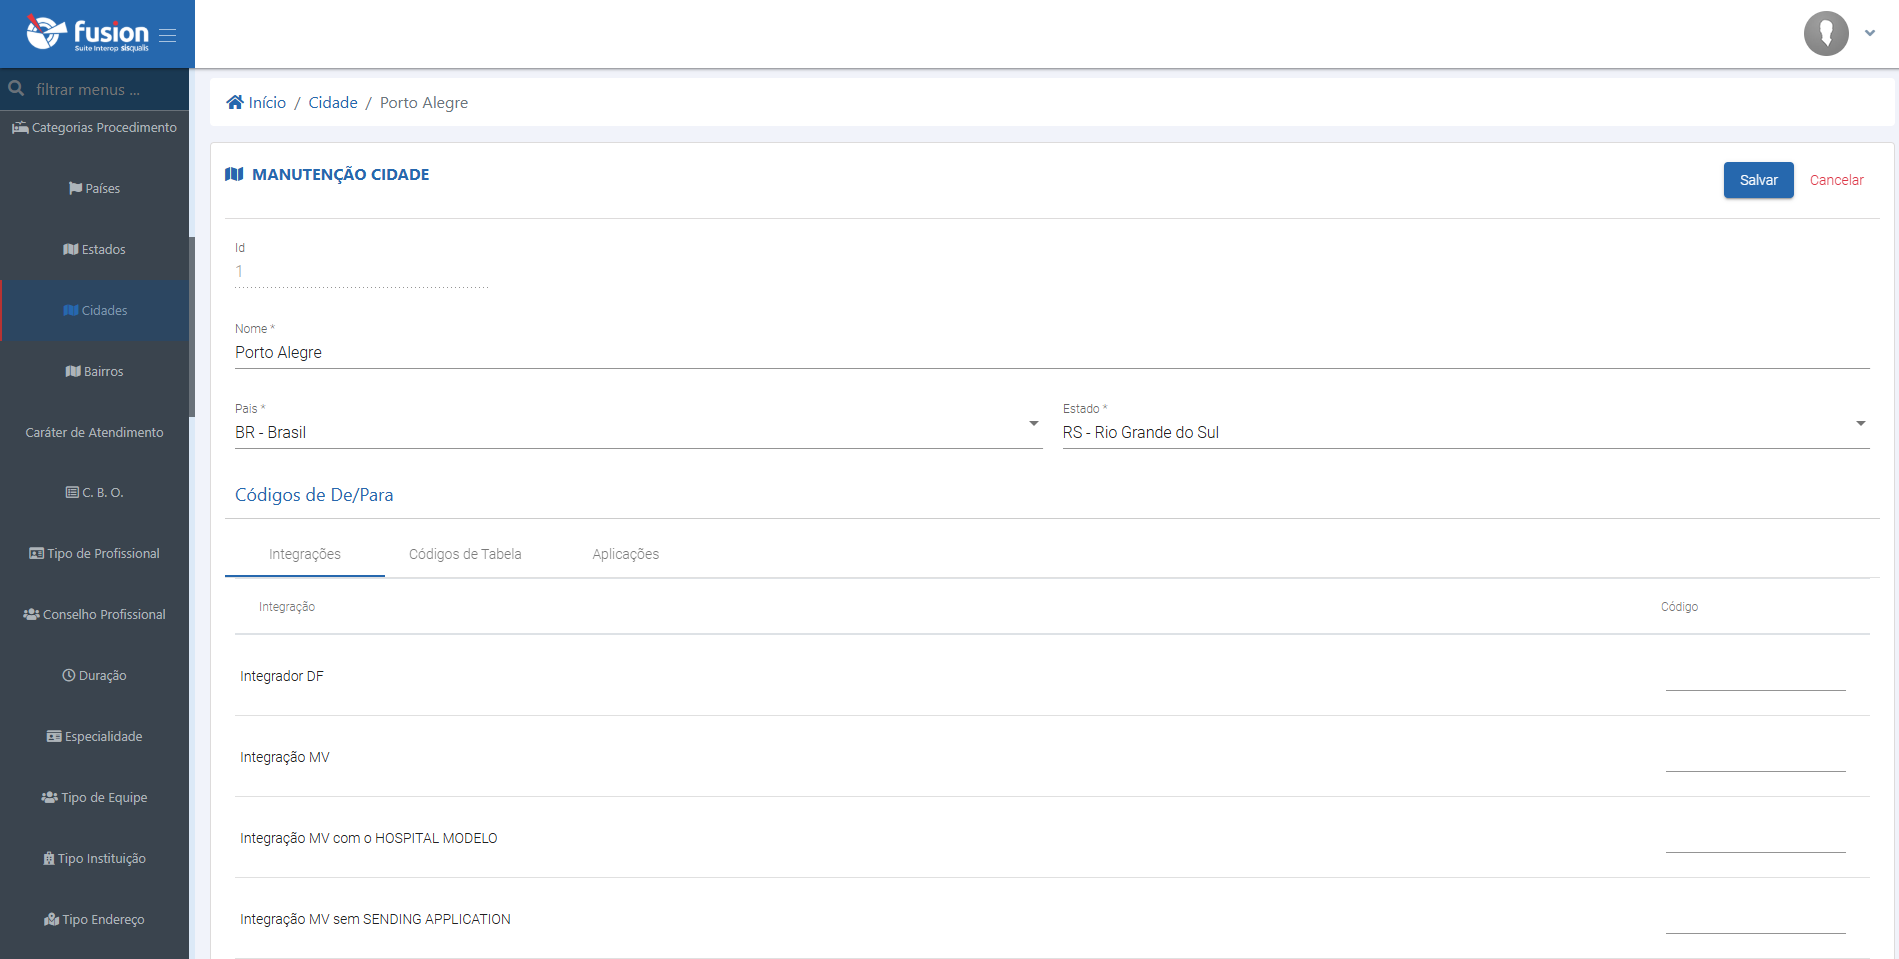 fusion
Suite Interop sisqualis
filtrar menus ...
Categorias Procedimento
Países
Estados
Cidades
Bairros
Caráter de Atendimento
C. B. O.
Tipo de Profissional
Conselho Profissional
Duração
Especialidade
Tipo de Equipe
Tipo Instituição
Tipo Endereço
Início / Cidade / Porto Alegre
MANUTENÇÃO CIDADE
Salvar Cancelar
Id
1
Nome *
Porto Alegre
Pais * Estado *
BR - Brasil RS - Rio Grande do Sul
Códigos de De/Para
Integrações Códigos de Tabela Aplicações
Integração Código
Integrador DF
Integração MV
Integração MV com o HOSPITAL MODELO
Integração MV sem SENDING APPLICATION